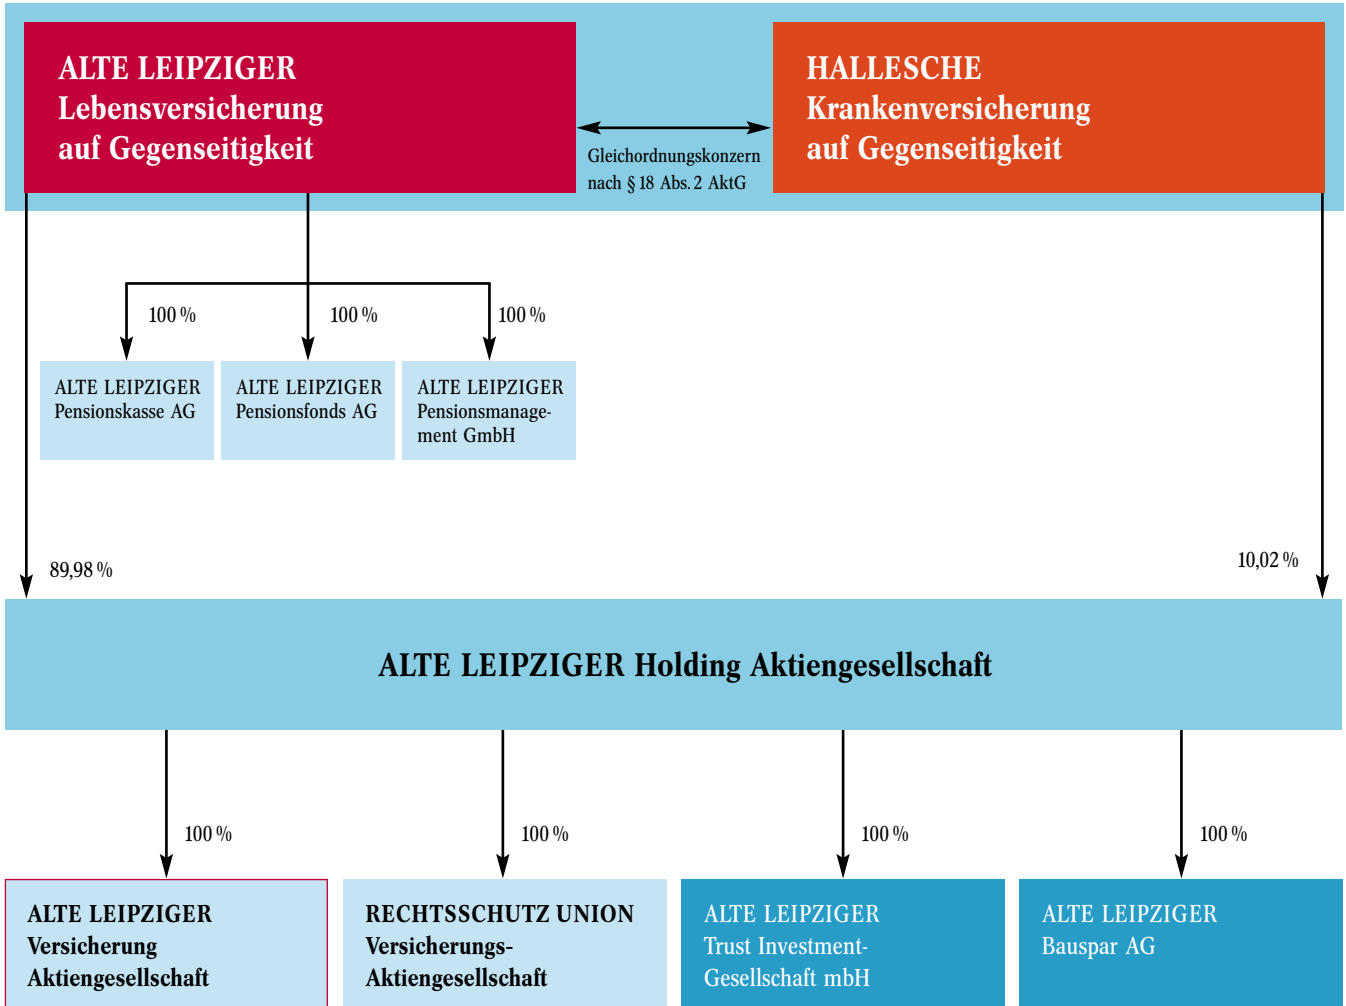 ALTE LEIPZIGER
Lebensversicherung
auf Gegenseitigkeit
Gleichordnungskonzern
nach § 18 Abs. 2 AktG
HALLESCHE
Krankenversicherung
auf Gegenseitigkeit
100 %
100 %
100 %
ALTE LEIPZIGER
Pensionskasse AG
ALTE LEIPZIGER
Pensionsfonds AG
ALTE LEIPZIGER
Pensionsmanage-
ment GmbH
89,98 %
10,02 %
ALTE LEIPZIGER Holding Aktiengesellschaft
100 %
100 %
100 %
100 %
ALTE LEIPZIGER
Versicherung
Aktiengesellschaft
RECHTSSCHUTZ UNION
Versicherungs-
Aktiengesellschaft
ALTE LEIPZIGER
Trust Investment-
Gesellschaft mbH
ALTE LEIPZIGER
Bauspar AG